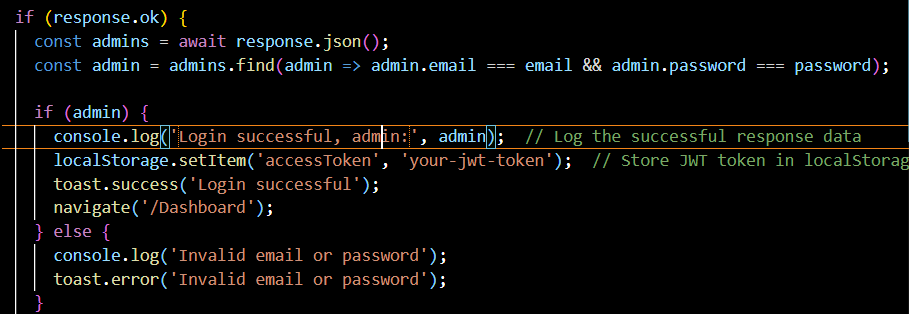 if (response.ok) {
const admins = await response.json();
const admin = admins.find(admin => admin.email === email && admin.password === password);
if (admin) {
console.log('Login successful, admin:', admin);  // Log the successful response data
localStorage.setItem('accessToken', 'your-jwt-token');  // Store JWT token in localStorag
toast.success('Login successful');
navigate('/Dashboard');
} else {
console.log('Invalid email or password');
toast.error('Invalid email or password');
}